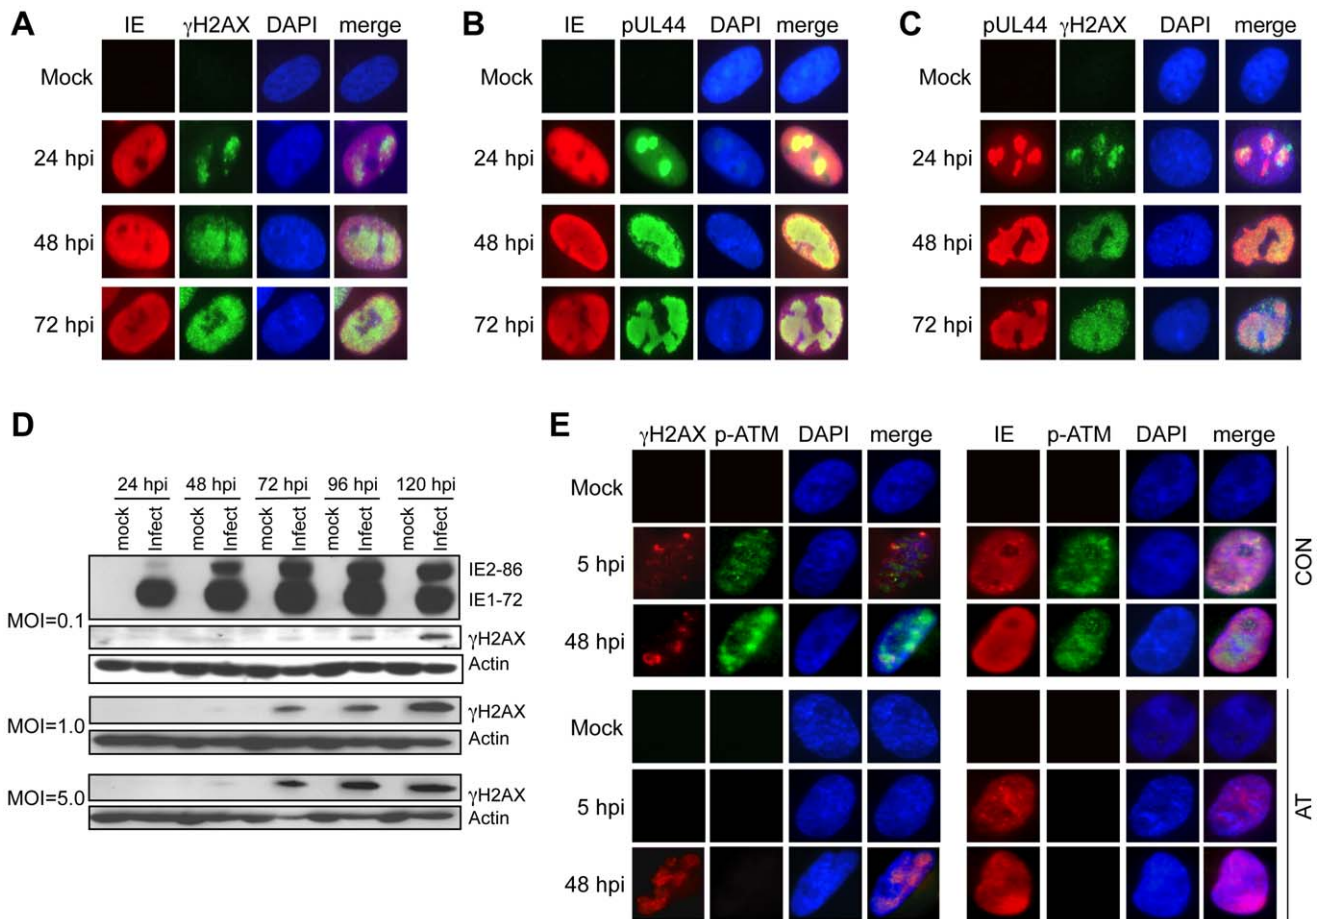 A
IE γH2AX DAPI merge
Mock
24 hpi
48 hpi
72 hpi
B
IE pUL44 DAPI merge
Mock
24 hpi
48 hpi
72 hpi
C
pUL44 γH2AX DAPI merge
Mock
24 hpi
48 hpi
72 hpi
D
24 hpi 48 hpi 72 hpi 96 hpi 120 hpi
mock Infect mock Infect mock Infect mock Infect mock Infect
IE2-86
IE1-72
MOI=0.1
γH2AX
Actin
MOI=1.0
γH2AX
Actin
MOI=5.0
γH2AX
Actin
E
γH2AX p-ATM DAPI merge IE p-ATM DAPI merge
Mock
5 hpi
48 hpi
CON
Mock
5 hpi
48 hpi
AT